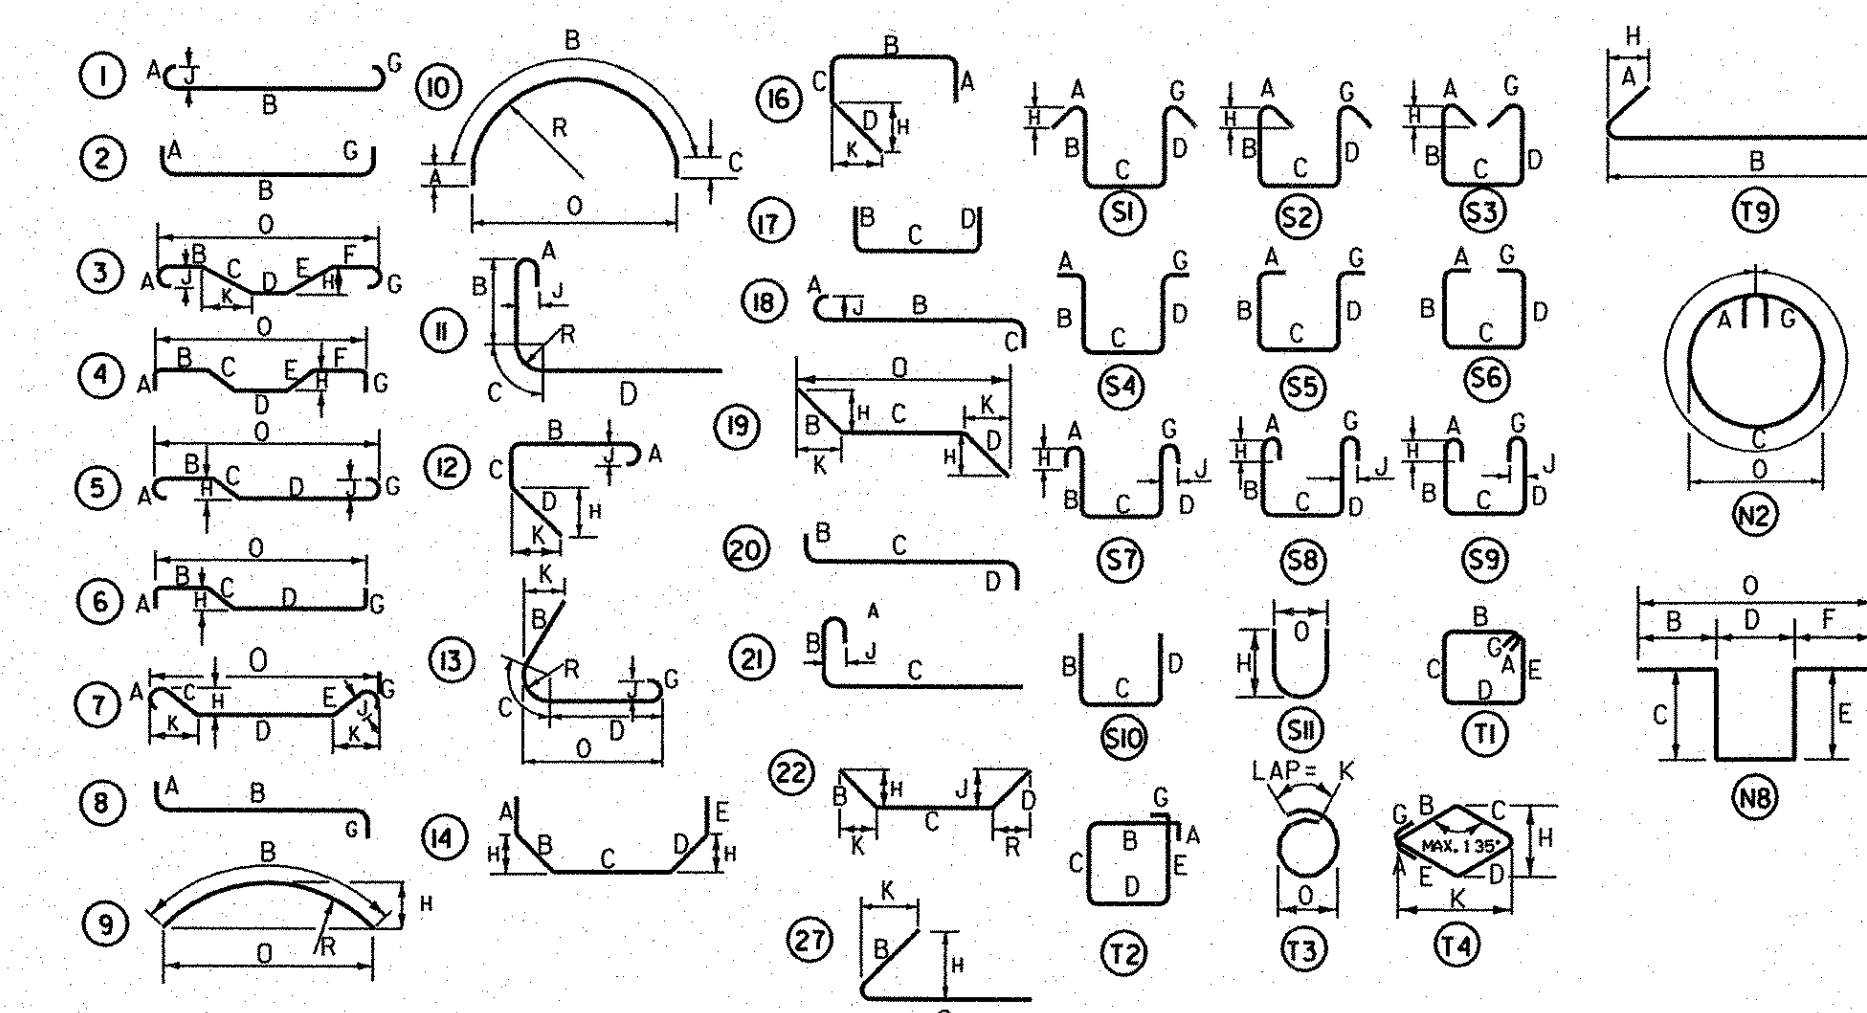 1 A J B G
2 A B G
3 O A J B C K D E H F G
4 O A B C D E H F G
5 O A B H C D J G
6 O A B H C D G
7 O A K C H D E J K G
8 A B G
9 B H R O
10 B R A O C
11 A B J R C D
12 B A J C D H K
13 K B R C J G D O
14 A E H B C D H
16 B C A D H K
17 B C D
18 A J B C
19 O H B C K D H K
20 B C D
21 A B J C
22 B H J C D K R
27 K B H
S1 A G H B C D
S2 A G H B C D
S3 A G H B C D
S4 A G B C D
S5 A G B C D
S6 A G B C D
S7 A G H B C D J
S8 A G H B C D J
S9 A G H B C D J
S10 B C D
S11 O H
T1 B G A C D E
T2 G A B C D E
T3 LAP= K O
T4 G B C MAX. 135° H A E D K
T9 H A B
N2 A G C O
N8 O B D F C E